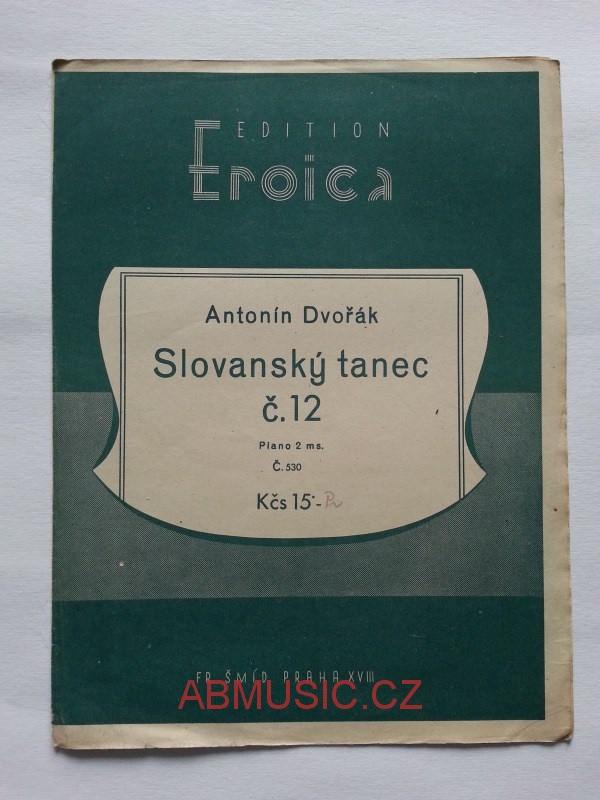 EDITION
Eroica
Antonín Dvořák
Slovanský tanec
č.12
Piano 2 ms.
Č. 530
Kčs 15·-
FR. ŠMÍD PRAHA XVIII
ABMUSIC.CZ